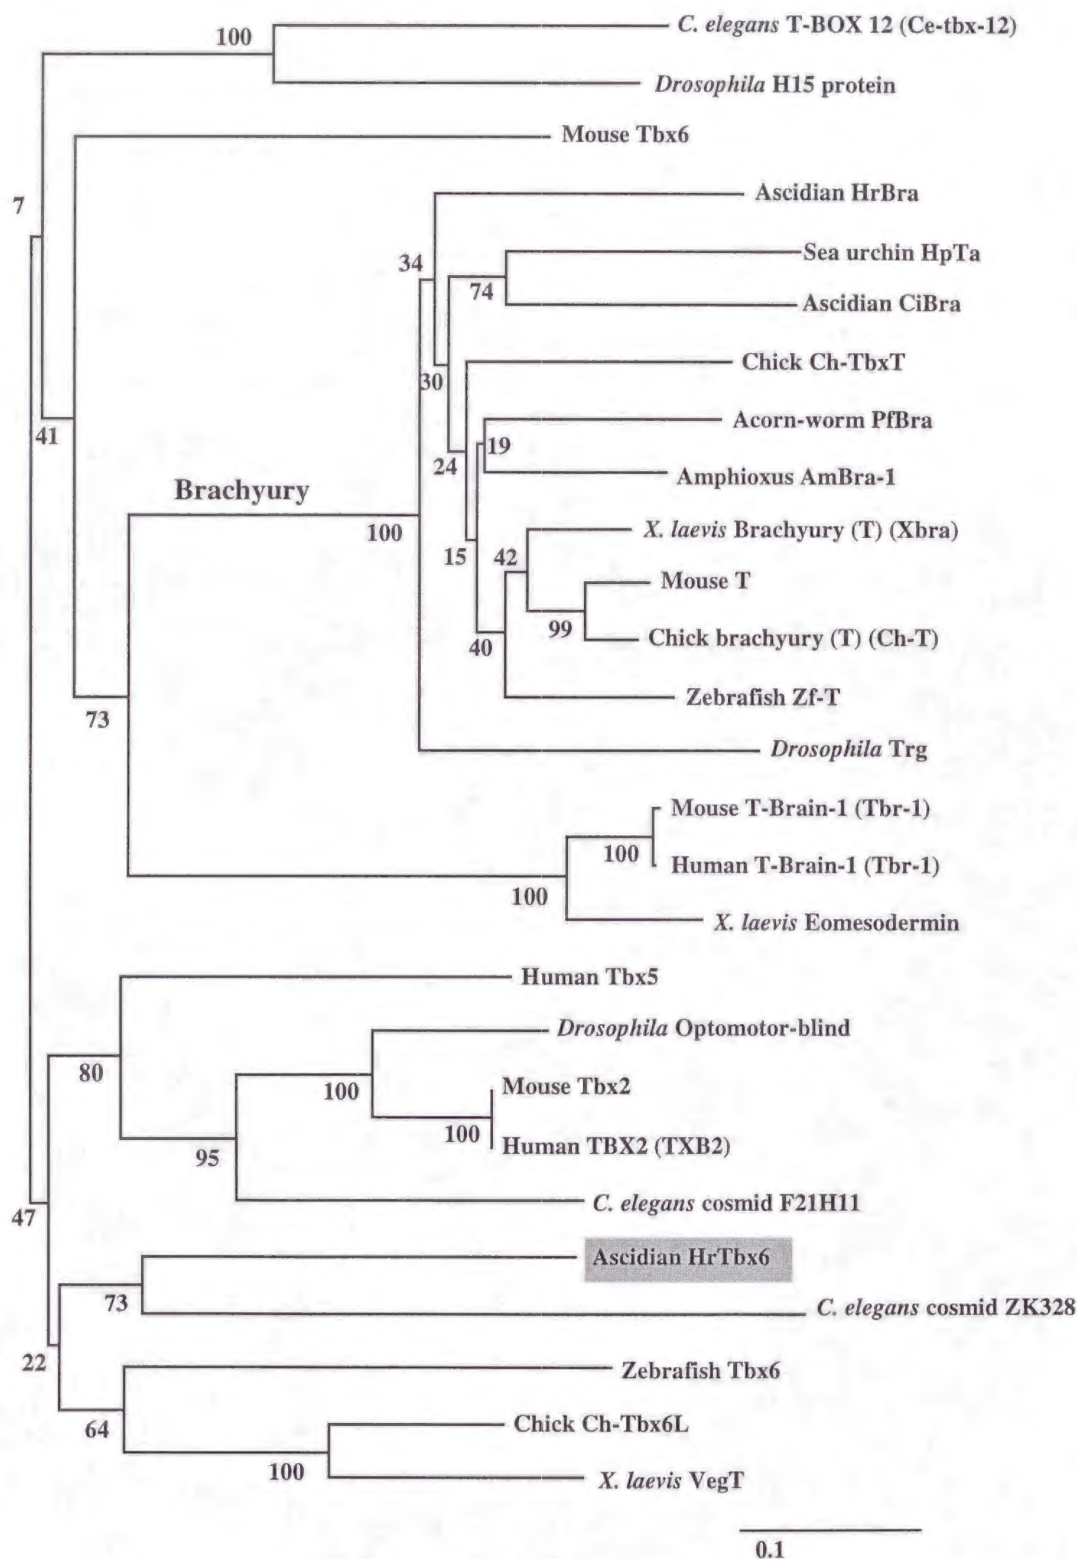 100
C. elegans T-BOX 12 (Ce-tbx-12)
Drosophila H15 protein
Mouse Tbx6
7
Ascidian HrBra
Sea urchin HpTa
34
74
Ascidian CiBra
Chick Ch-TbxT
30
Acorn-worm PfBra
41
19
24
Amphioxus AmBra-1
Brachyury
100
X. laevis Brachyury (T) (Xbra)
15
42
Mouse T
99
Chick brachyury (T) (Ch-T)
40
Zebrafish Zf-T
73
Drosophila Trg
Mouse T-Brain-1 (Tbr-1)
100
Human T-Brain-1 (Tbr-1)
100
X. laevis Eomesodermin
Human Tbx5
Drosophila Optomotor-blind
80
100
Mouse Tbx2
100
Human TBX2 (TXB2)
95
C. elegans cosmid F21H11
47
Ascidian HrTbx6
73
C. elegans cosmid ZK328
22
Zebrafish Tbx6
64
Chick Ch-Tbx6L
100
X. laevis VegT
0.1